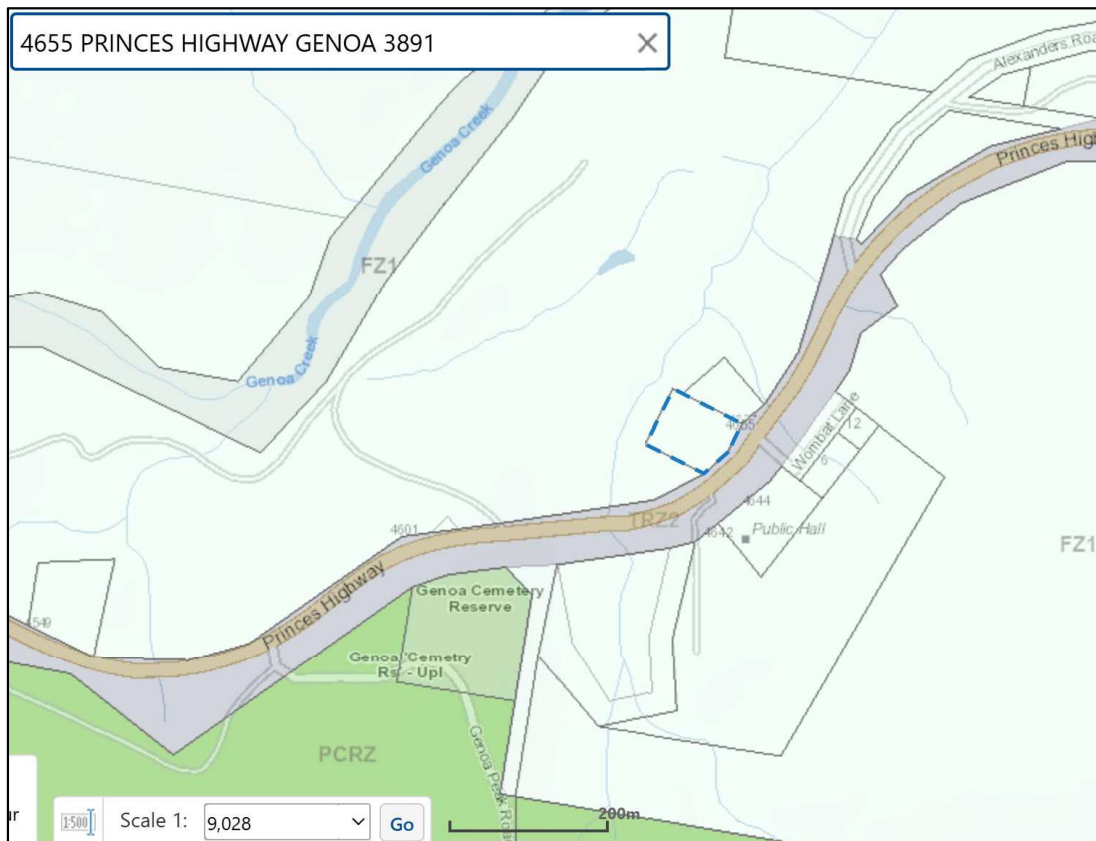 4655 PRINCES HIGHWAY GENOA 3891
Alexanders Roa
Princes High
Genoa Creek
FZ1
Genoa Creek
4655
Wombat Lane
12
6
4644
TRZ2
4642
Public Hall
FZ1
4601
Princes Highway
Genoa Cemetery
Reserve
4549
Genoa Cemetry
Rs - Upl
PCRZ
Genoa Peak Road
ur
1:500
Scale 1:
9,028
Go
200m